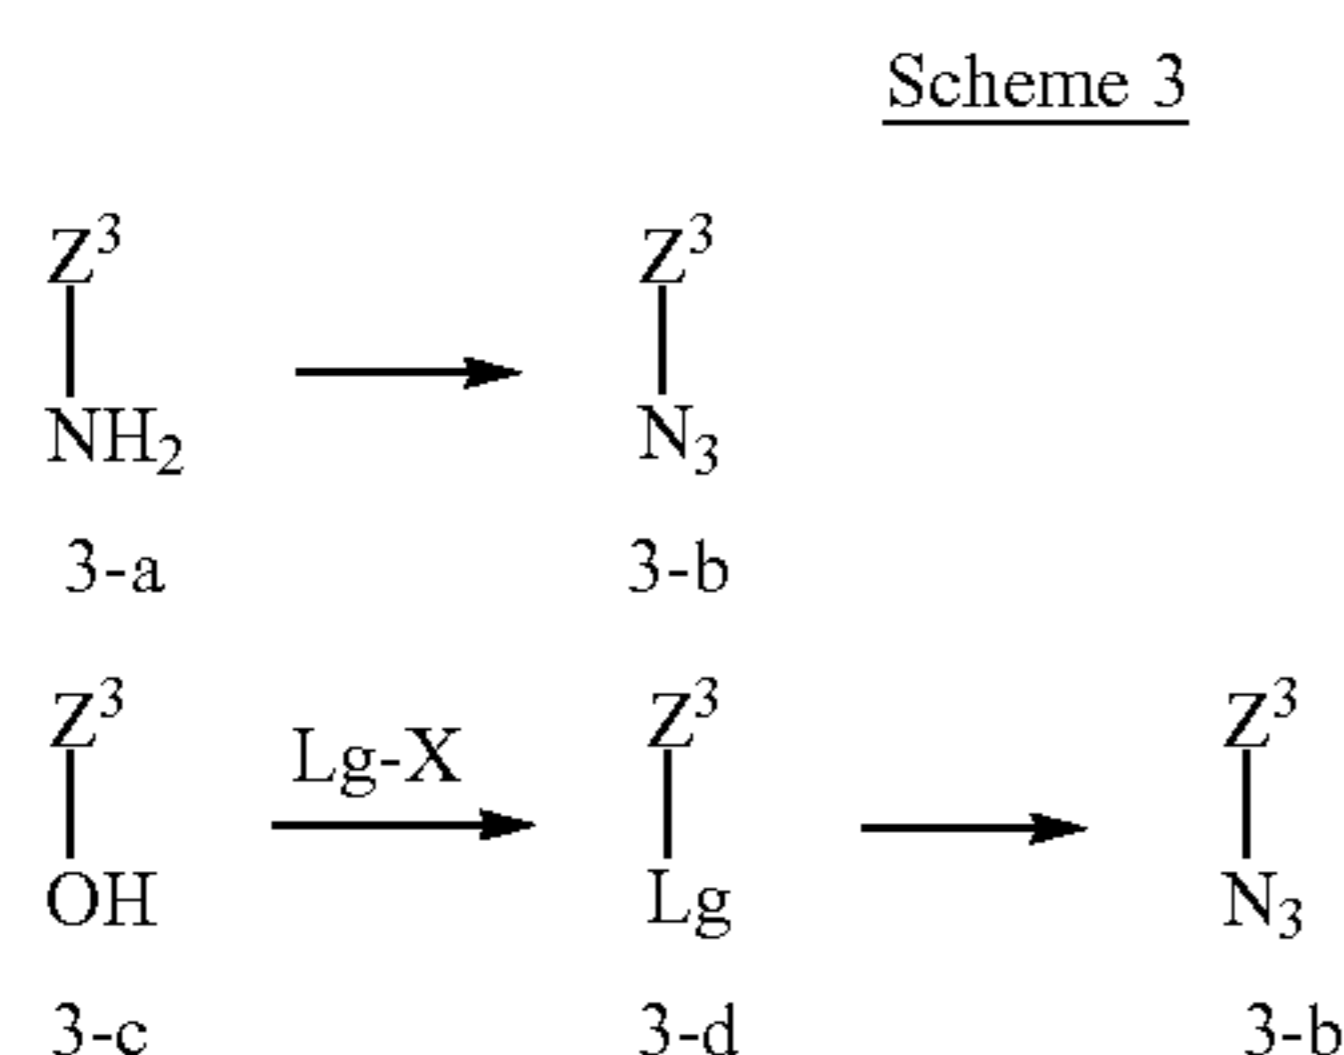 Scheme 3
Z³ Z³
NH₂ N₃
3-a 3-b
Z³ Lg-X Z³ Z³
OH Lg N₃
3-c 3-d 3-b